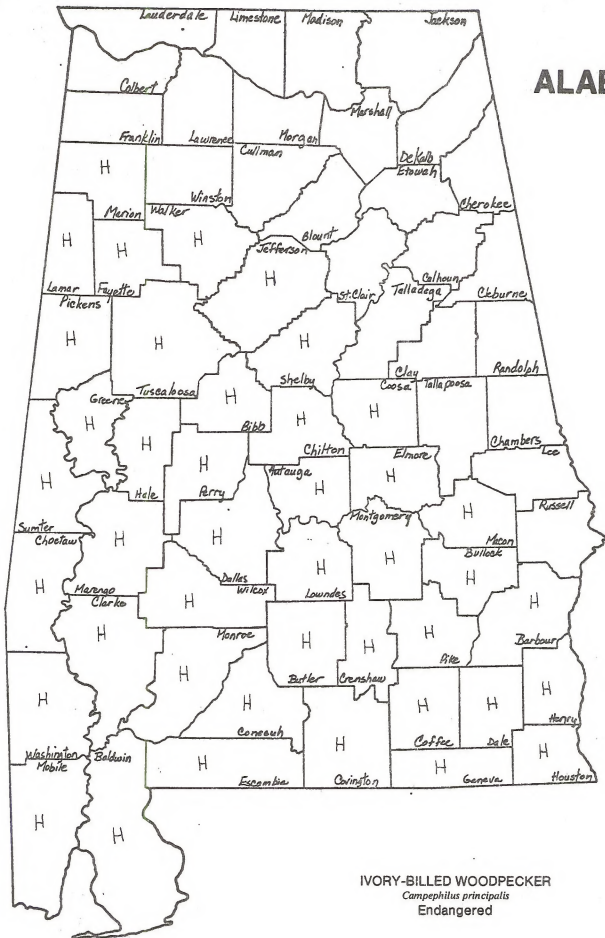 Lauderdale Limestone Madison Jackson
ALAB
Colbert
Marshall
Franklin Lawrence Morgan
Cullman
DeKalb
Etowah
H
Winston
Cherokee
Marion Walker
H H H
Blount
Jefferson
H
Calhoun
Lamar Fayette St. Clair Talladega Cleburne
Pickens
H H H
Clay Randolph
Shelby Coosa Tallapoosa
Greene Tuscaloosa
H H H H
Bibb
H
Chilton Elmore Chambers
Lee
H H H
Autauga
H
Hale Perry
Montgomery
Russell
H
Sumter
Choctaw
H H
Macon
H H
Bullock
H
H
Dallas
Wilcox
Marengo
Clarke
Lowndes
H H
H
Monroe
H H H
Barbour
Pike
H H
Butler Crenshaw
H
H H H
Conecuh
Henry
Washington
Mobile
Baldwin
Coffee Dale
H H H H
Escambia Covington Geneva Houston
H
H
IVORY-BILLED WOODPECKER
Campephilus principalis
Endangered